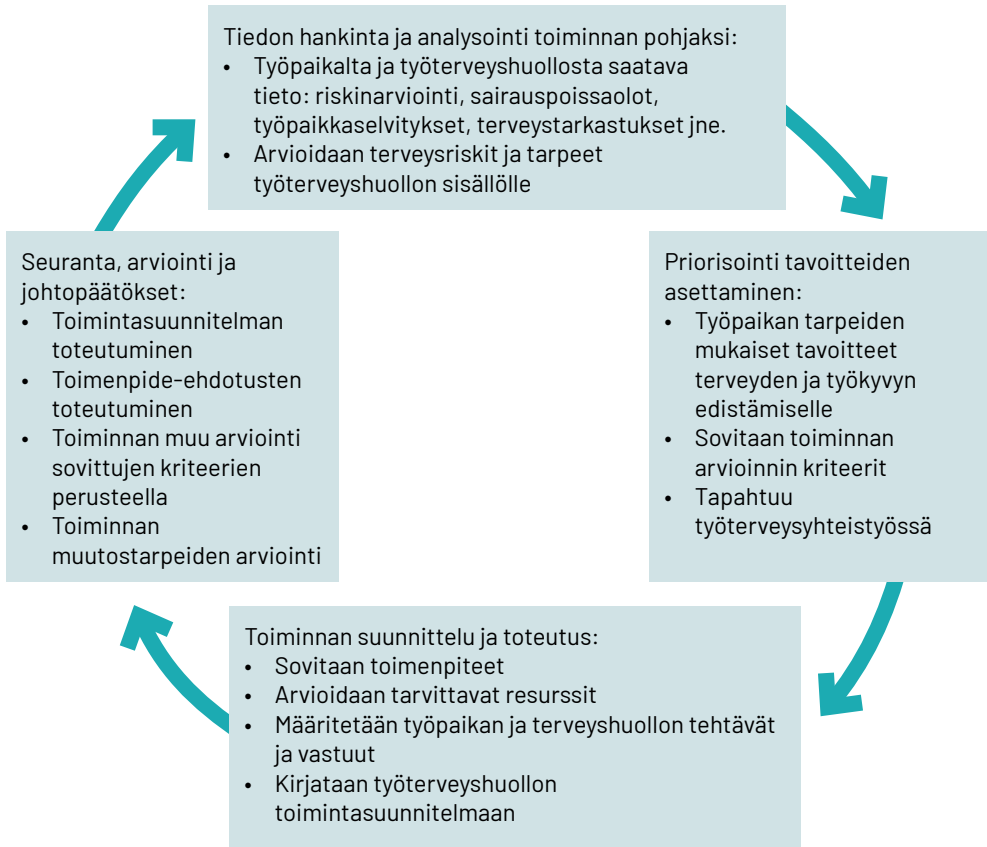 Tiedon hankinta ja analysointi toiminnan pohjaksi:
• Työpaikalta ja työterveyshuollosta saatava
tieto: riskinarviointi, sairauspoissaolot,
työpaikkaselvitykset, terveystarkastukset jne.
• Arvioidaan terveysriskit ja tarpeet
työterveyshuollon sisällölle
Priorisointi tavoitteiden
asettaminen:
• Työpaikan tarpeiden
mukaiset tavoitteet
terveyden ja työkyvyn
edistämiselle
• Sovitaan toiminnan
arvioinnin kriteerit
• Tapahtuu
työterveysyhteistyössä
Toiminnan suunnittelu ja toteutus:
• Sovitaan toimenpiteet
• Arvioidaan tarvittavat resurssit
• Määritetään työpaikan ja terveyshuollon tehtävät
ja vastuut
• Kirjataan työterveyshuollon
toimintasuunnitelmaan
Seuranta, arviointi ja
johtopäätökset:
• Toimintasuunnitelman
toteutuminen
• Toimenpide-ehdotusten
toteutuminen
• Toiminnan muu arviointi
sovittujen kriteerien
perusteella
• Toiminnan
muutostarpeiden arviointi